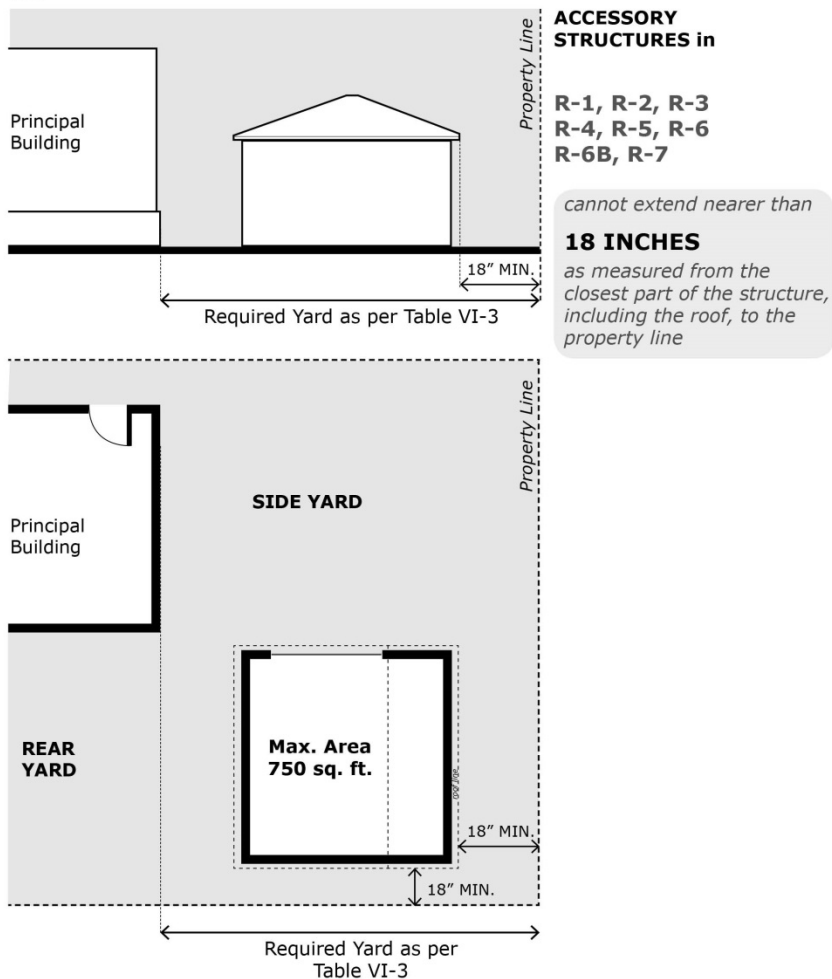 ACCESSORY
STRUCTURES in
R-1, R-2, R-3
R-4, R-5, R-6
R-6B, R-7
cannot extend nearer than
18 INCHES
as measured from the
closest part of the structure,
including the roof, to the
property line
Property Line
Principal
Building
18" MIN.
Required Yard as per Table VI-3
Property Line
SIDE YARD
Principal
Building
REAR
YARD
Max. Area
750 sq. ft.
roof line
18" MIN.
18" MIN.
Required Yard as per
Table VI-3